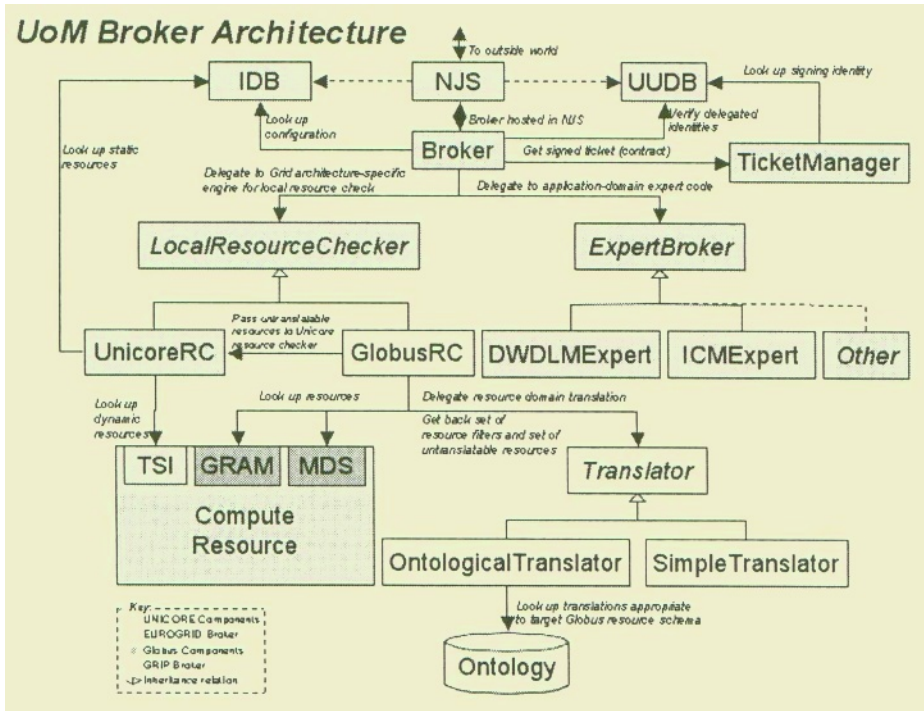 UoM Broker Architecture
To outside world
IDB
NJS
UUDB
Look up signing identity
Look up
configuration
Broker hosted in NJS
Verify delegated
identities
Look up static
resources
Broker
Get signed ticket (contract)
TicketManager
Delegate to Grid architecture-specific
engine for local resource check
Delegate to application-domain expert code
LocalResourceChecker
ExpertBroker
Pass untranslatable
resources to Unicore
resource checker
UnicoreRC
GlobusRC
DWDLMExpert
ICMExpert
Other
Look up
dynamic
resources
Look up resources
Delegate resource domain translation
Get back set of
resource filters and set of
untranslatable resources
TSI
GRAM
MDS
Translator
Compute
Resource
OntologicalTranslator
SimpleTranslator
Look up translations appropriate
to target Globus resource schema
Ontology
Key:
UNICORE Components
EUROGRID Broker
Globus Components
GRIP Broker
Inheritance relation